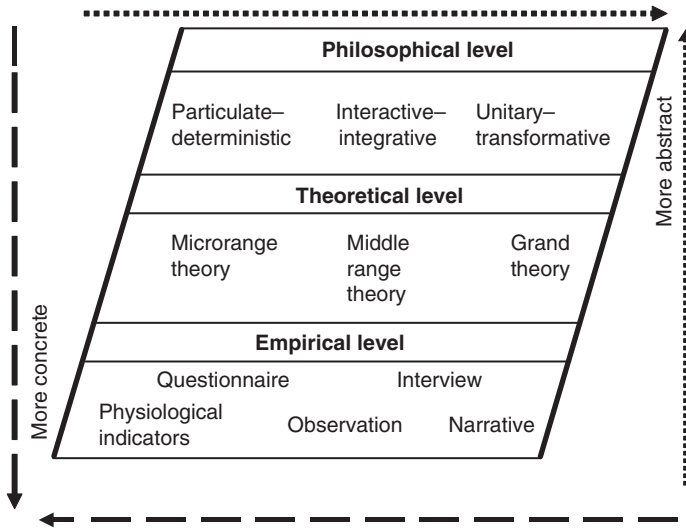 Philosophical level
Particulate–
deterministic
Interactive–
integrative
Unitary–
transformative
Theoretical level
Microrange
theory
Middle
range
theory
Grand
theory
Empirical level
Questionnaire
Interview
Physiological
indicators
Observation
Narrative
More concrete
More abstract